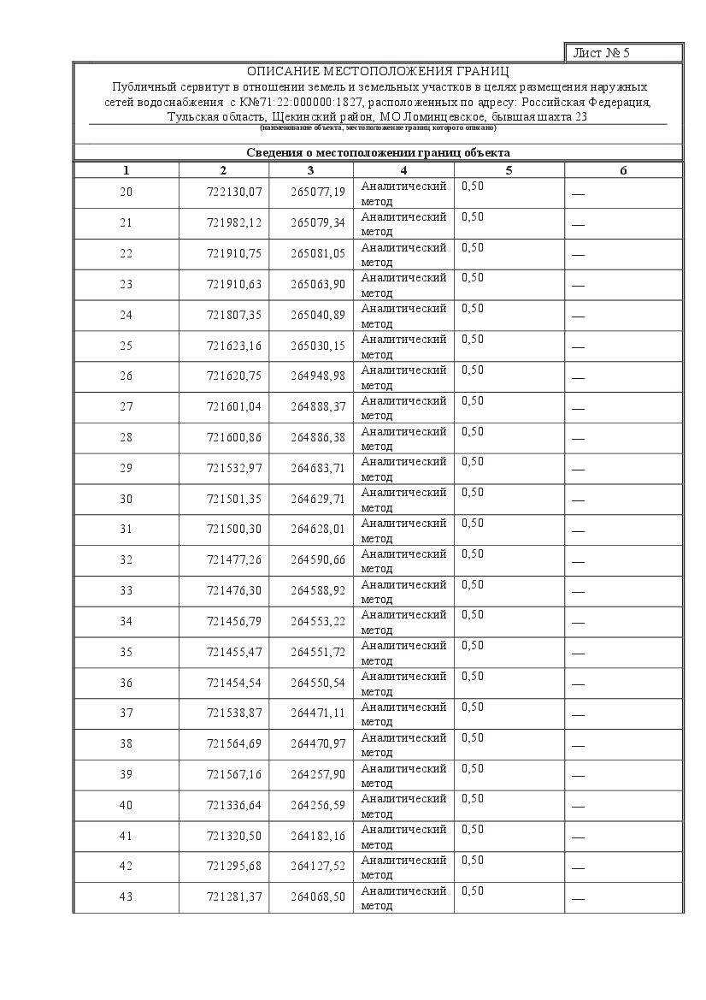 Лист № 5
ОПИСАНИЕ МЕСТОПОЛОЖЕНИЯ ГРАНИЦ
Публичный сервитут в отношении земель и земельных участков в целях размещения наружных
сетей водоснабжения с К№71:22:000000:1827, расположенных по адресу: Российская Федерация,
Тульская область, Щекинский район, МО Ломинцевское, бывшая шахта 23
(наименование объекта, местоположение границ которого описано)
Сведения о местоположении границ объекта
1 2 3 4 5 6
20 722130,07 265077,19 Аналитический 0,50 —
метод
21 721982,12 265079,34 Аналитический 0,50 —
метод
22 721910,75 265081,05 Аналитический 0,50 —
метод
23 721910,63 265063,90 Аналитический 0,50 —
метод
24 721807,35 265040,89 Аналитический 0,50 —
метод
25 721623,16 265030,15 Аналитический 0,50 —
метод
26 721620,75 264948,98 Аналитический 0,50 —
метод
27 721601,04 264888,37 Аналитический 0,50 —
метод
28 721600,86 264886,38 Аналитический 0,50 —
метод
29 721532,97 264683,71 Аналитический 0,50 —
метод
30 721501,35 264629,71 Аналитический 0,50 —
метод
31 721500,30 264628,01 Аналитический 0,50 —
метод
32 721477,26 264590,66 Аналитический 0,50 —
метод
33 721476,30 264588,92 Аналитический 0,50 —
метод
34 721456,79 264553,22 Аналитический 0,50 —
метод
35 721455,47 264551,72 Аналитический 0,50 —
метод
36 721454,54 264550,54 Аналитический 0,50 —
метод
37 721538,87 264471,11 Аналитический 0,50 —
метод
38 721564,69 264470,97 Аналитический 0,50 —
метод
39 721567,16 264257,90 Аналитический 0,50 —
метод
40 721336,64 264256,59 Аналитический 0,50 —
метод
41 721320,50 264182,16 Аналитический 0,50 —
метод
42 721295,68 264127,52 Аналитический 0,50 —
метод
43 721281,37 264068,50 Аналитический 0,50 —
метод